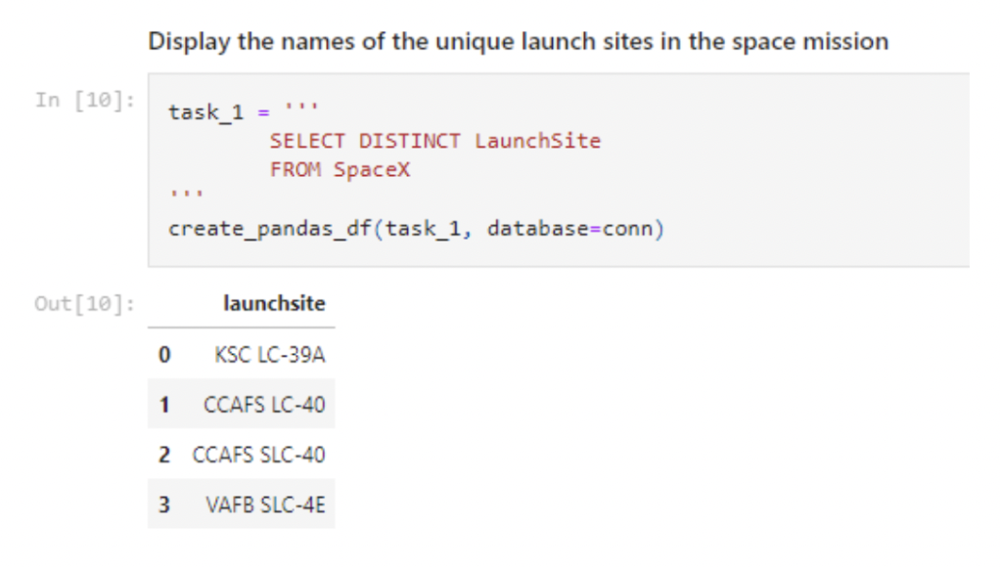 Display the names of the unique launch sites in the space mission
In [10]:
task_1 = '''
SELECT DISTINCT LaunchSite
FROM SpaceX
'''
create_pandas_df(task_1, database=conn)
Out[10]:
launchsite
0 KSC LC-39A
1 CCAFS LC-40
2 CCAFS SLC-40
3 VAFB SLC-4E